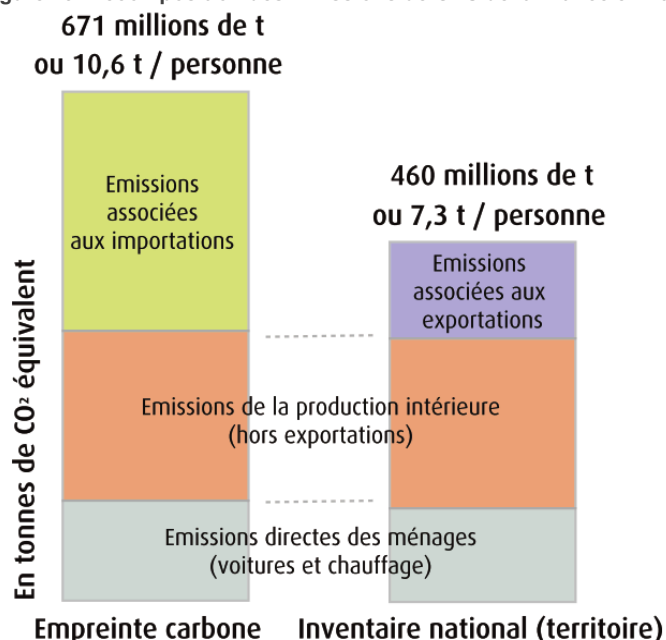 671 millions de t
ou 10,6 t / personne
Emissions
associées
aux importations
460 millions de t
ou 7,3 t / personne
Emissions
associées aux
exportations
Emissions de la production intérieure
(hors exportations)
Emissions directes des ménages
(voitures et chauffage)
En tonnes de CO² équivalent
Empreinte carbone
Inventaire national (territoire)